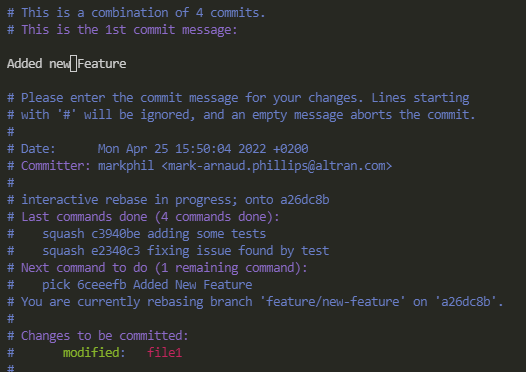 # This is a combination of 4 commits.
# This is the 1st commit message:
Added new Feature
# Please enter the commit message for your changes. Lines starting
# with '#' will be ignored, and an empty message aborts the commit.
#
# Date:      Mon Apr 25 15:50:04 2022 +0200
# Committer: markphil <mark-arnaud.phillips@altran.com>
#
# interactive rebase in progress; onto a26dc8b
# Last commands done (4 commands done):
#    squash c3940be adding some tests
#    squash e2340c3 fixing issue found by test
# Next command to do (1 remaining command):
#    pick 6ceeefb Added New Feature
# You are currently rebasing branch 'feature/new-feature' on 'a26dc8b'.
#
# Changes to be committed:
#       modified:   file1
#